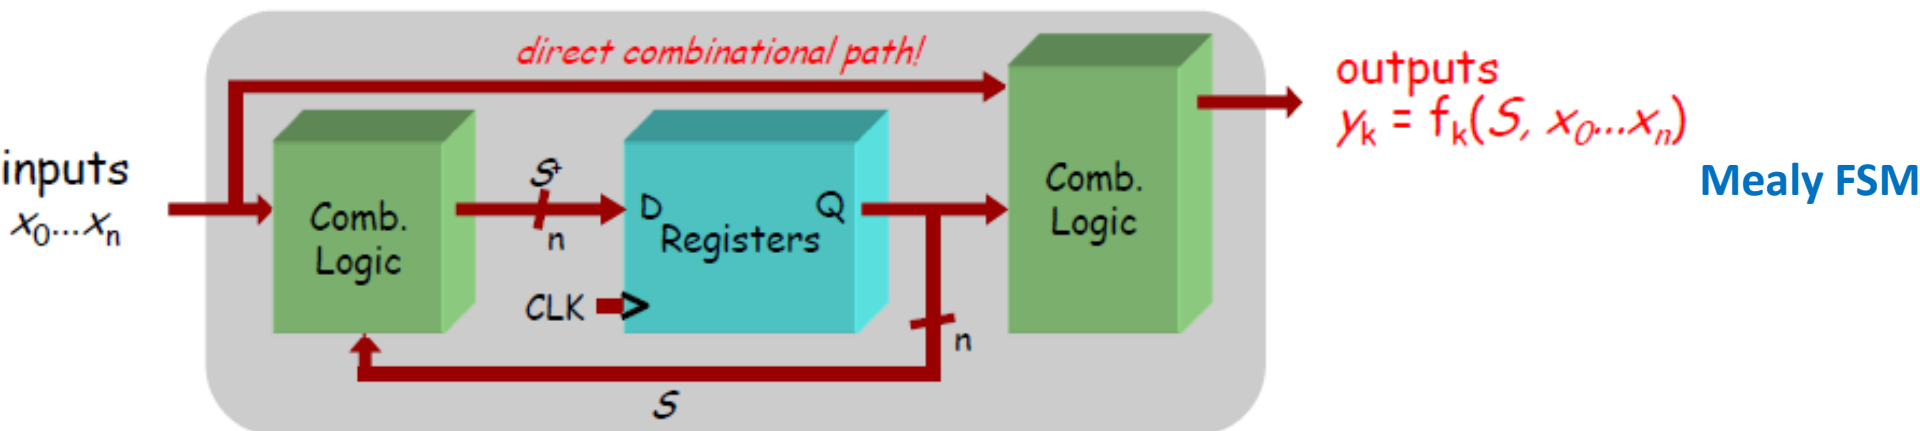 direct combinational path!
inputs
x₀...xₙ
Comb.
Logic
S⁺
n
D
Q
Registers
CLK
n
S
Comb.
Logic
outputs
yₖ = fₖ(S, x₀...xₙ)
Mealy FSM